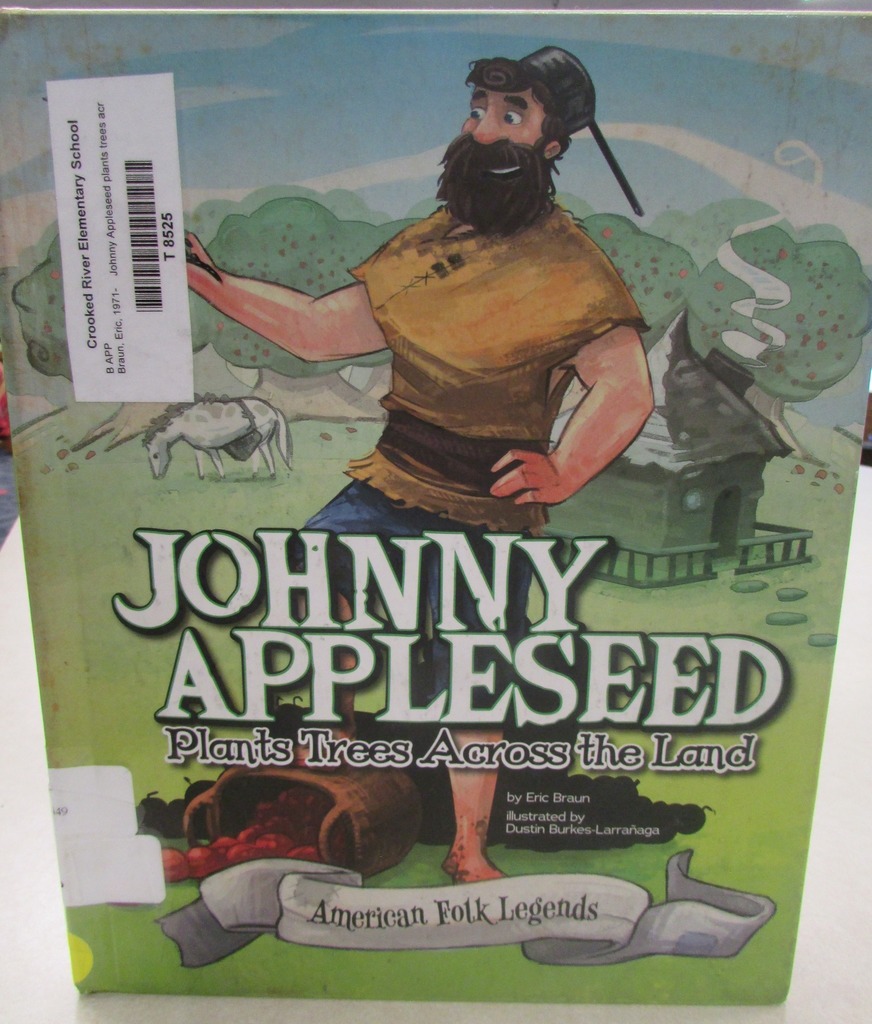 Crooked River Elementary School
B APP
Braun, Eric, 1971- Johnny Appleseed plants trees acr
T 8525
JOHNNY
APPLESEED
Plants Trees Across the Land
by Eric Braun
illustrated by
Dustin Burkes-Larrañaga
49
American Folk Legends